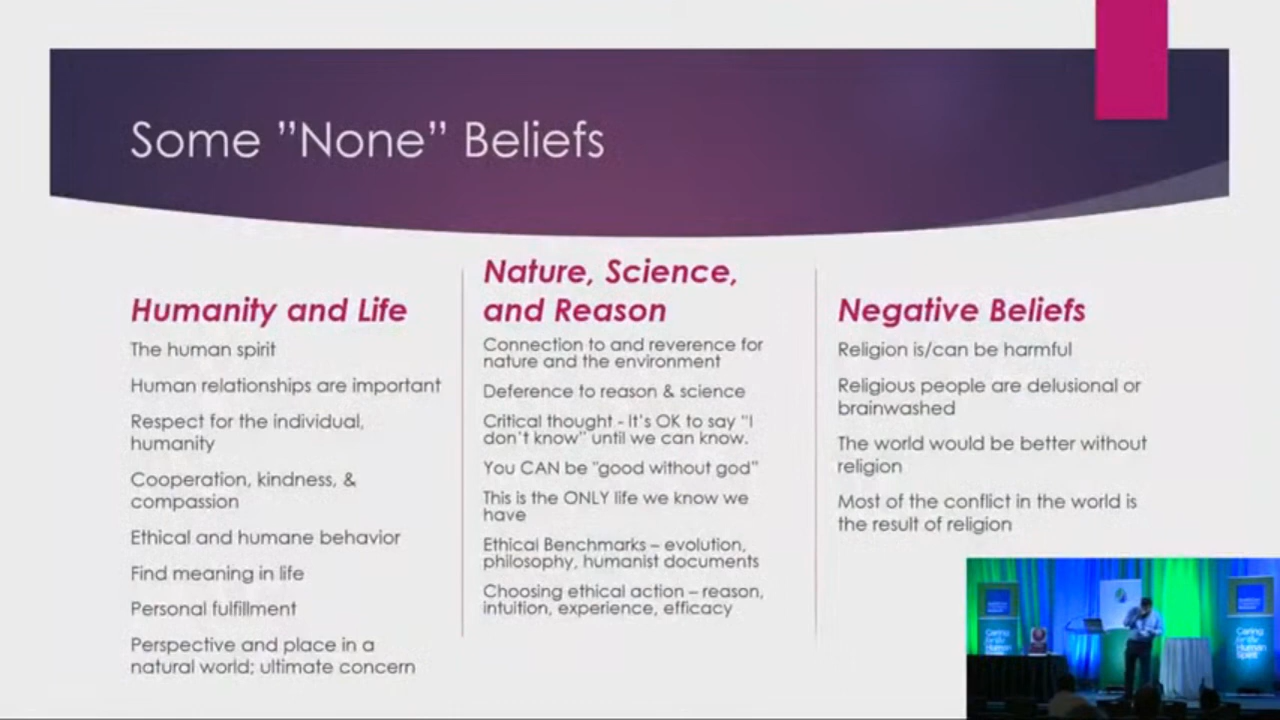 Some ”None” Beliefs
Humanity and Life
The human spirit
Human relationships are important
Respect for the individual,
humanity
Cooperation, kindness, &
compassion
Ethical and humane behavior
Find meaning in life
Personal fulfillment
Perspective and place in a
natural world; ultimate concern
Nature, Science,
and Reason
Connection to and reverence for
nature and the environment
Deference to reason & science
Critical thought - It’s OK to say “I
don’t know” until we can know.
You CAN be “good without god”
This is the ONLY life we know we
have
Ethical Benchmarks – evolution,
philosophy, humanist documents
Choosing ethical action – reason,
intuition, experience, efficacy
Negative Beliefs
Religion is/can be harmful
Religious people are delusional or
brainwashed
The world would be better without
religion
Most of the conflict in the world is
the result of religion
Caring
for the
Human
Spirit